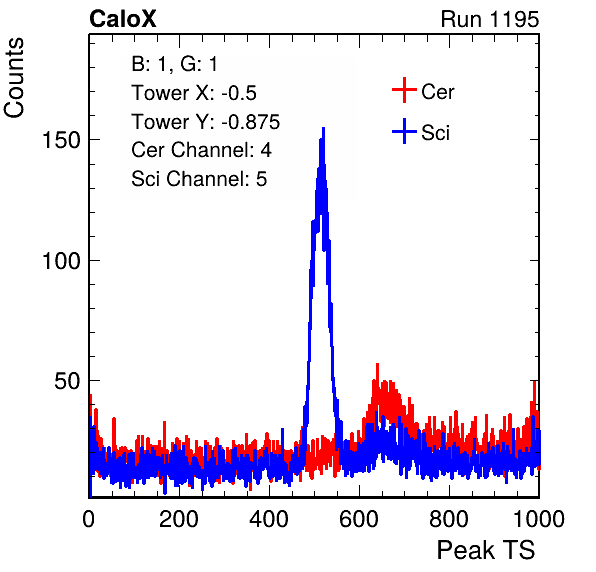 CaloX Run 1195
Counts
B: 1, G: 1
Tower X: -0.5
Tower Y: -0.875
Cer Channel: 4
Sci Channel: 5
Cer
Sci
150
100
50
0 200 400 600 800 1000
Peak TS